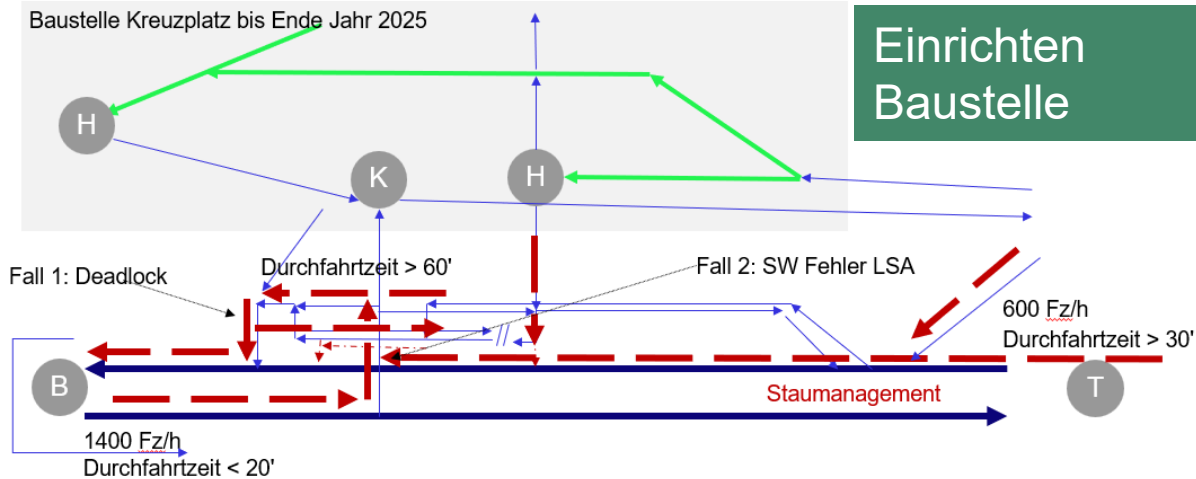 Baustelle Kreuzplatz bis Ende Jahr 2025
Einrichten
Baustelle
H
K
H
Fall 1: Deadlock
Durchfahrtzeit > 60'
Fall 2: SW Fehler LSA
600 Fz/h
Durchfahrtzeit > 30'
B
T
Staumanagement
1400 Fz/h
Durchfahrtzeit < 20'